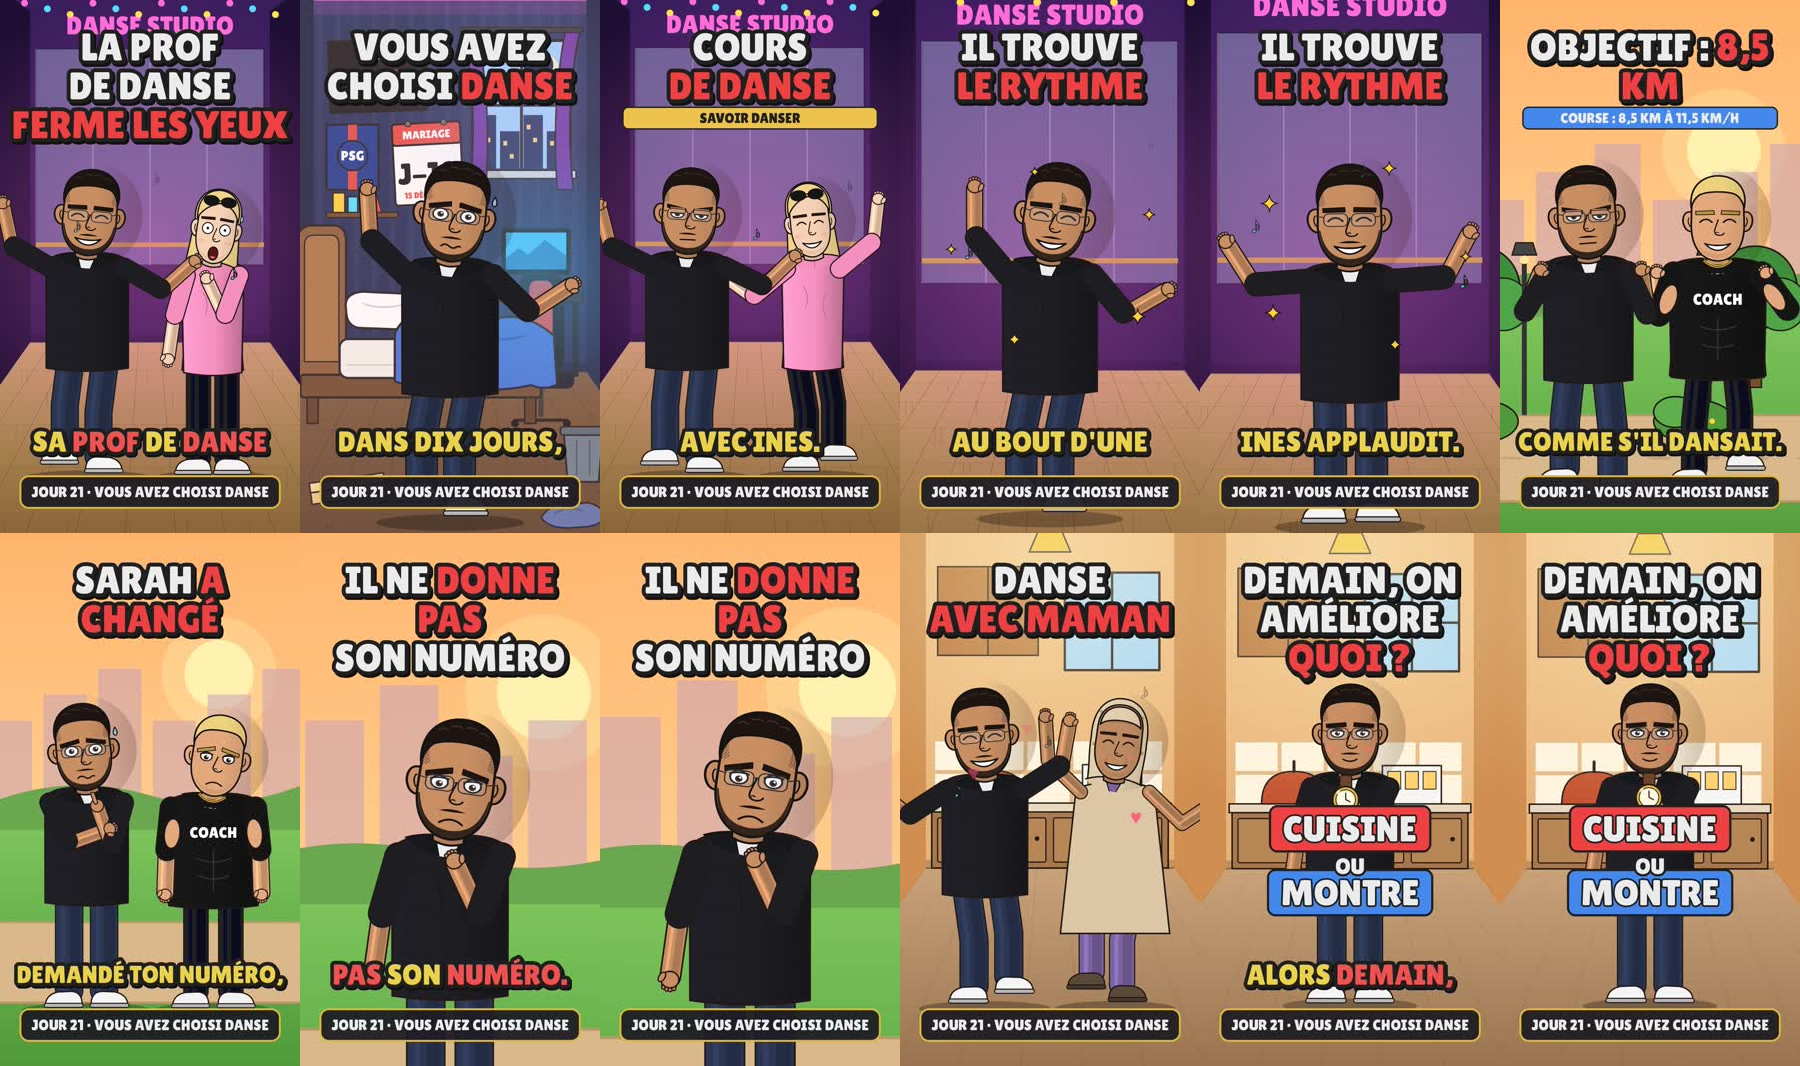 DANSE STUDIO
LA PROF
DE DANSE
FERME LES YEUX
SA PROF DE DANSE
JOUR 21 · VOUS AVEZ CHOISI DANSE
VOUS AVEZ
CHOISI DANSE
PSG
MARIAGE
DANS DIX JOURS,
JOUR 21 · VOUS AVEZ CHOISI DANSE
DANSE STUDIO
COURS
DE DANSE
SAVOIR DANSER
AVEC INES.
JOUR 21 · VOUS AVEZ CHOISI DANSE
DANSE STUDIO
IL TROUVE
LE RYTHME
AU BOUT D'UNE
JOUR 21 · VOUS AVEZ CHOISI DANSE
DANSE STUDIO
IL TROUVE
LE RYTHME
INES APPLAUDIT.
JOUR 21 · VOUS AVEZ CHOISI DANSE
OBJECTIF : 8,5
KM
COURSE : 8,5 KM À 11,5 KM/H
COACH
COMME S'IL DANSAIT.
JOUR 21 · VOUS AVEZ CHOISI DANSE
SARAH A
CHANGÉ
COACH
DEMANDÉ TON NUMÉRO,
JOUR 21 · VOUS AVEZ CHOISI DANSE
IL NE DONNE
PAS
SON NUMÉRO
PAS SON NUMÉRO.
JOUR 21 · VOUS AVEZ CHOISI DANSE
IL NE DONNE
PAS
SON NUMÉRO
JOUR 21 · VOUS AVEZ CHOISI DANSE
DANSE
AVEC MAMAN
JOUR 21 · VOUS AVEZ CHOISI DANSE
DEMAIN, ON
AMÉLIORE
QUOI ?
CUISINE
OU
MONTRE
ALORS DEMAIN,
JOUR 21 · VOUS AVEZ CHOISI DANSE
DEMAIN, ON
AMÉLIORE
QUOI ?
CUISINE
OU
MONTRE
JOUR 21 · VOUS AVEZ CHOISI DANSE